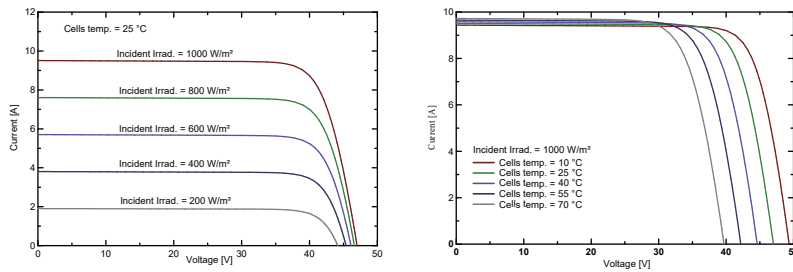 Cells temp. = 25 °C
Incident Irrad. = 1000 W/m²
Incident Irrad. = 800 W/m²
Incident Irrad. = 600 W/m²
Incident Irrad. = 400 W/m²
Incident Irrad. = 200 W/m²
Current [A]
12
10
8
6
4
2
0
0 10 20 30 40 50
Voltage [V]
Current [A]
10
8
6
4
2
0
Incident Irrad. = 1000 W/m²
Cells temp. = 10 °C
Cells temp. = 25 °C
Cells temp. = 40 °C
Cells temp. = 55 °C
Cells temp. = 70 °C
0 10 20 30 40 50
Voltage [V]